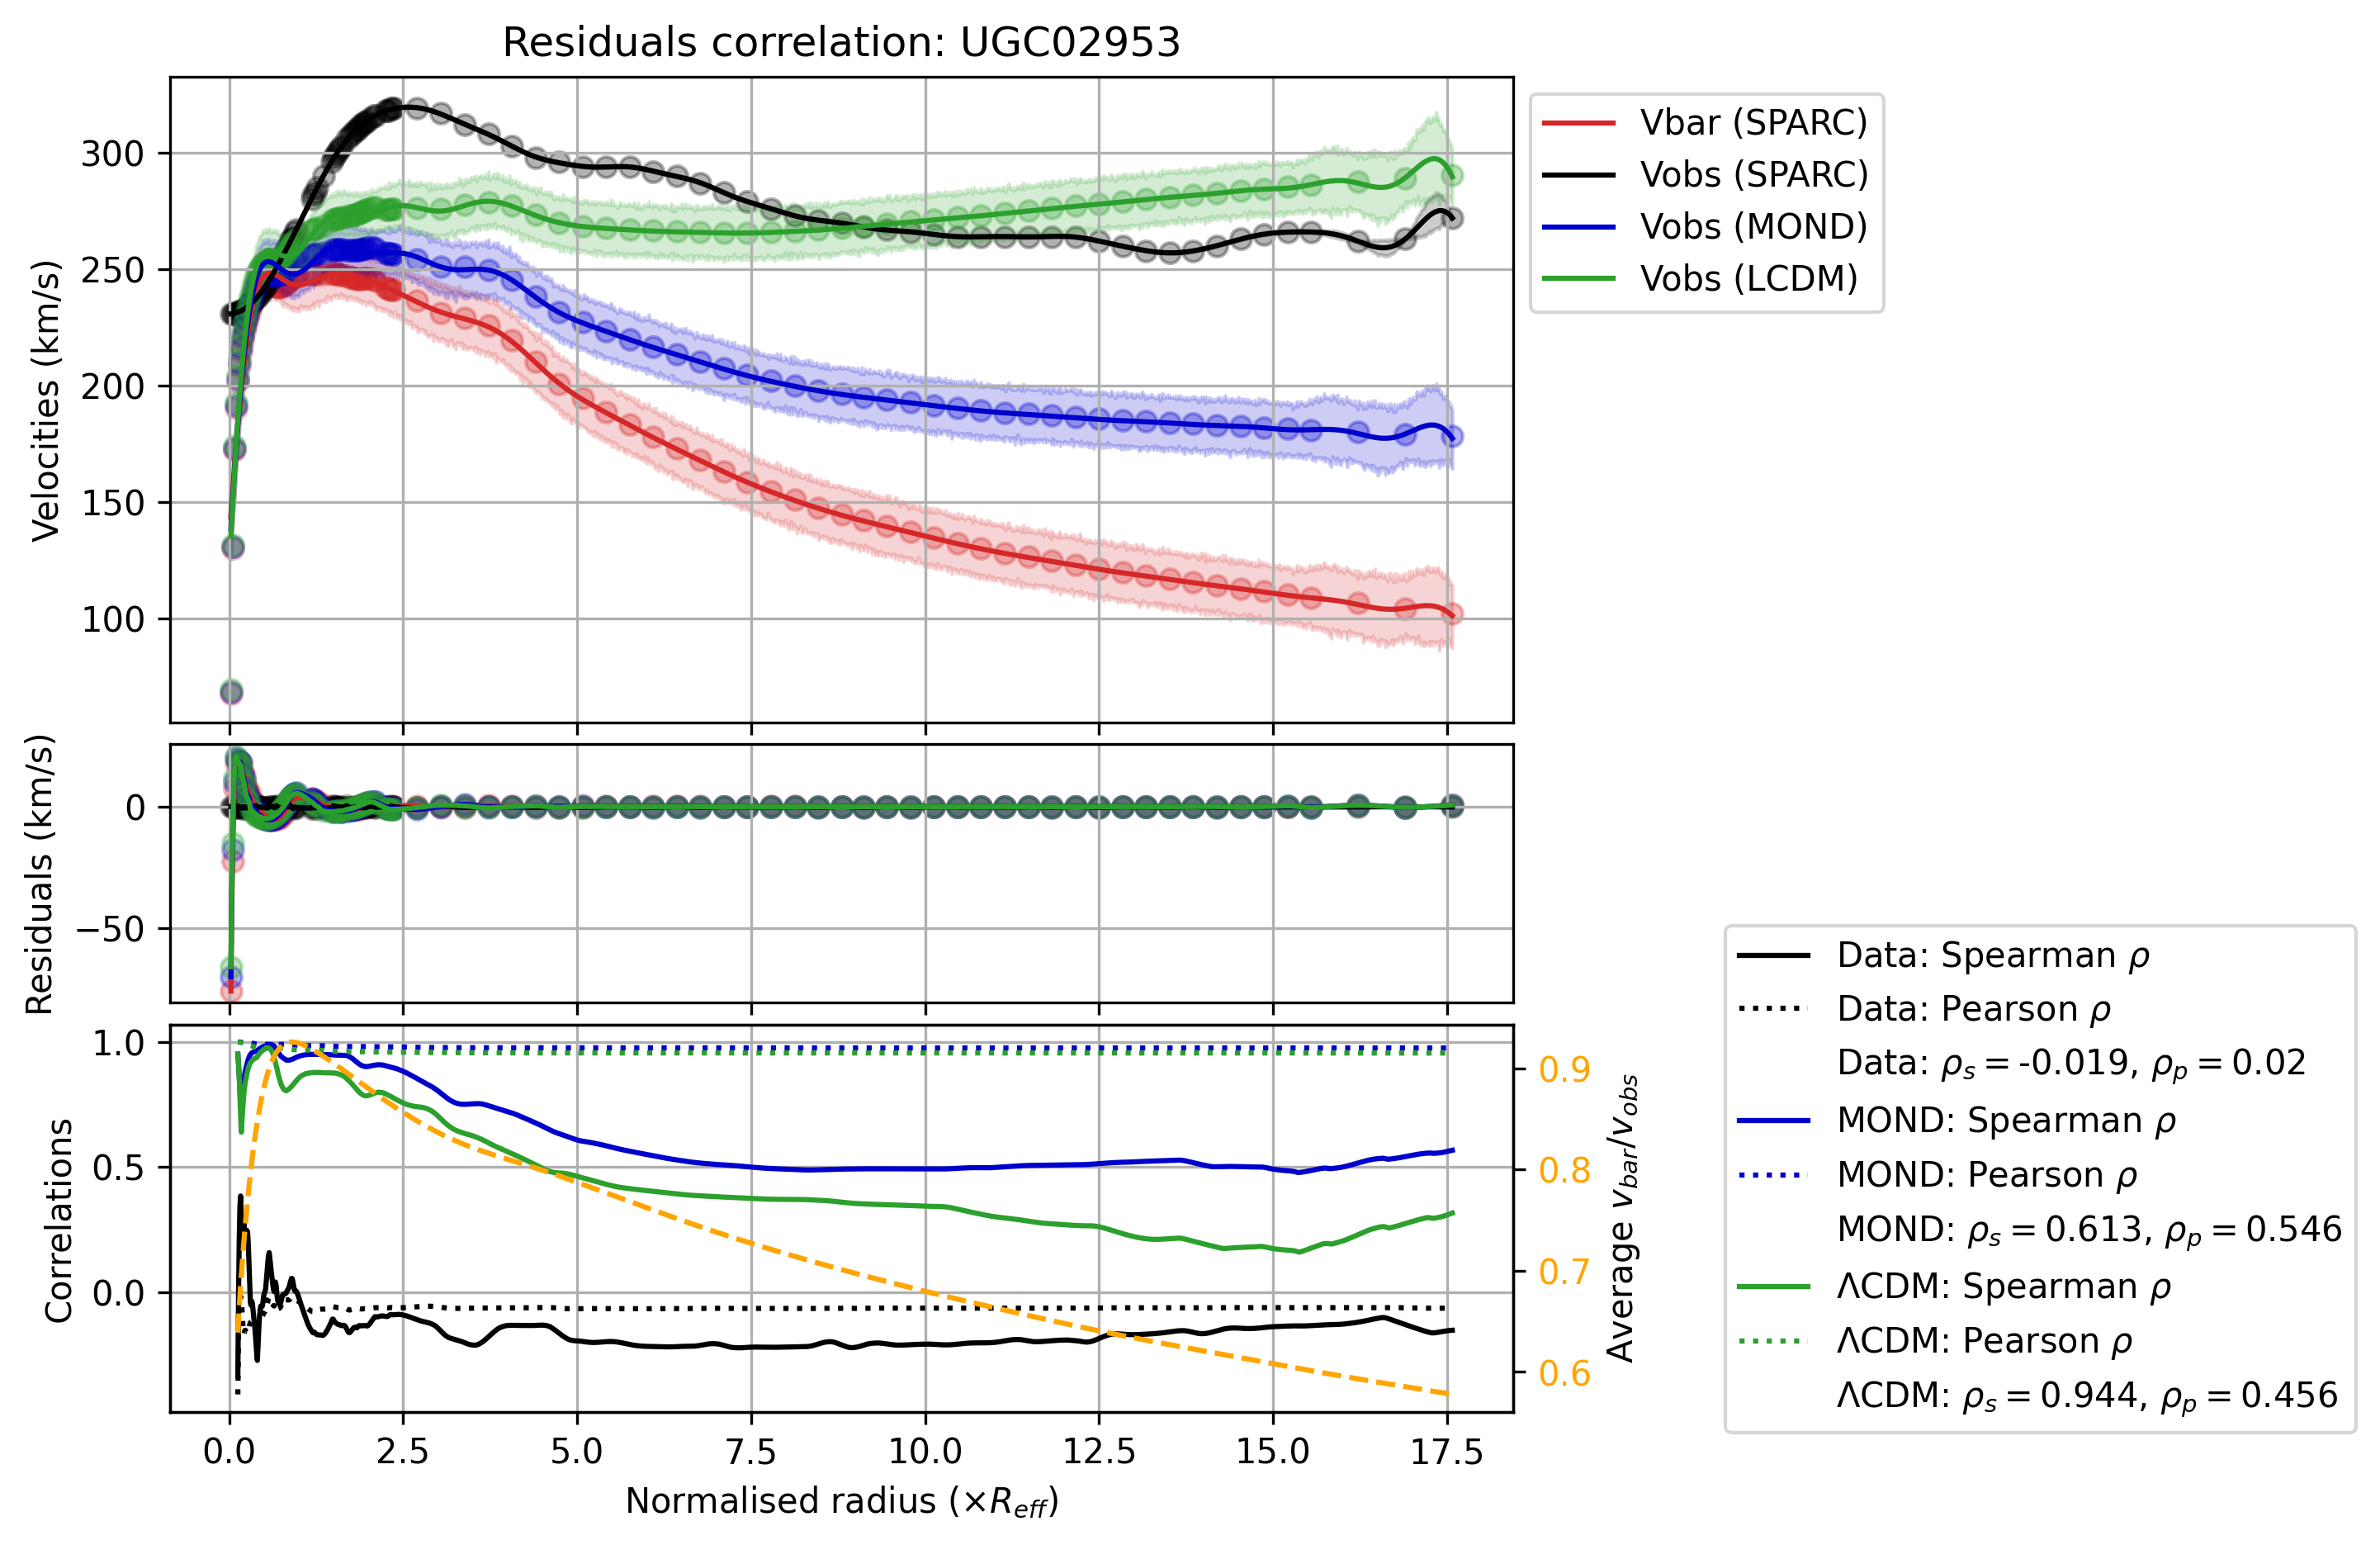 Residuals correlation: UGC02953
Velocities (km/s)
300
250
200
150
100
Vbar (SPARC)
Vobs (SPARC)
Vobs (MOND)
Vobs (LCDM)
Residuals (km/s)
0
−50
Correlations
1.0
0.5
0.0
0.9
0.8
0.7
0.6
Average v_bar/v_obs
0.0 2.5 5.0 7.5 10.0 12.5 15.0 17.5
Normalised radius (×R_eff)
Data: Spearman ρ
Data: Pearson ρ
Data: ρ_s = -0.019, ρ_p = 0.02
MOND: Spearman ρ
MOND: Pearson ρ
MOND: ρ_s = 0.613, ρ_p = 0.546
ΛCDM: Spearman ρ
ΛCDM: Pearson ρ
ΛCDM: ρ_s = 0.944, ρ_p = 0.456